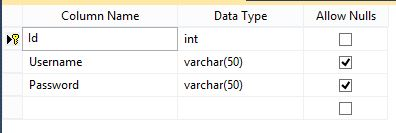 Column Name Data Type Allow Nulls
Id int
Username varchar(50)
Password varchar(50)